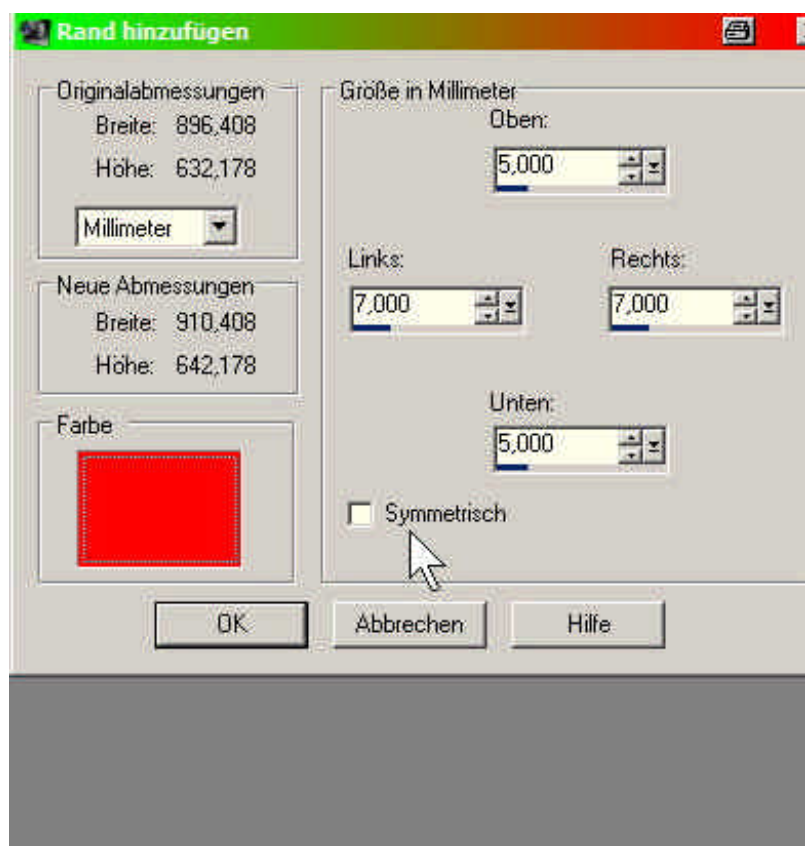 Rand hinzufügen
Originalabmessungen
Breite: 896,408
Höhe: 632,178
Millimeter
Neue Abmessungen
Breite: 910,408
Höhe: 642,178
Farbe
Größe in Millimeter
Oben:
5,000
Links:
7,000
Rechts:
7,000
Unten:
5,000
Symmetrisch
OK
Abbrechen
Hilfe